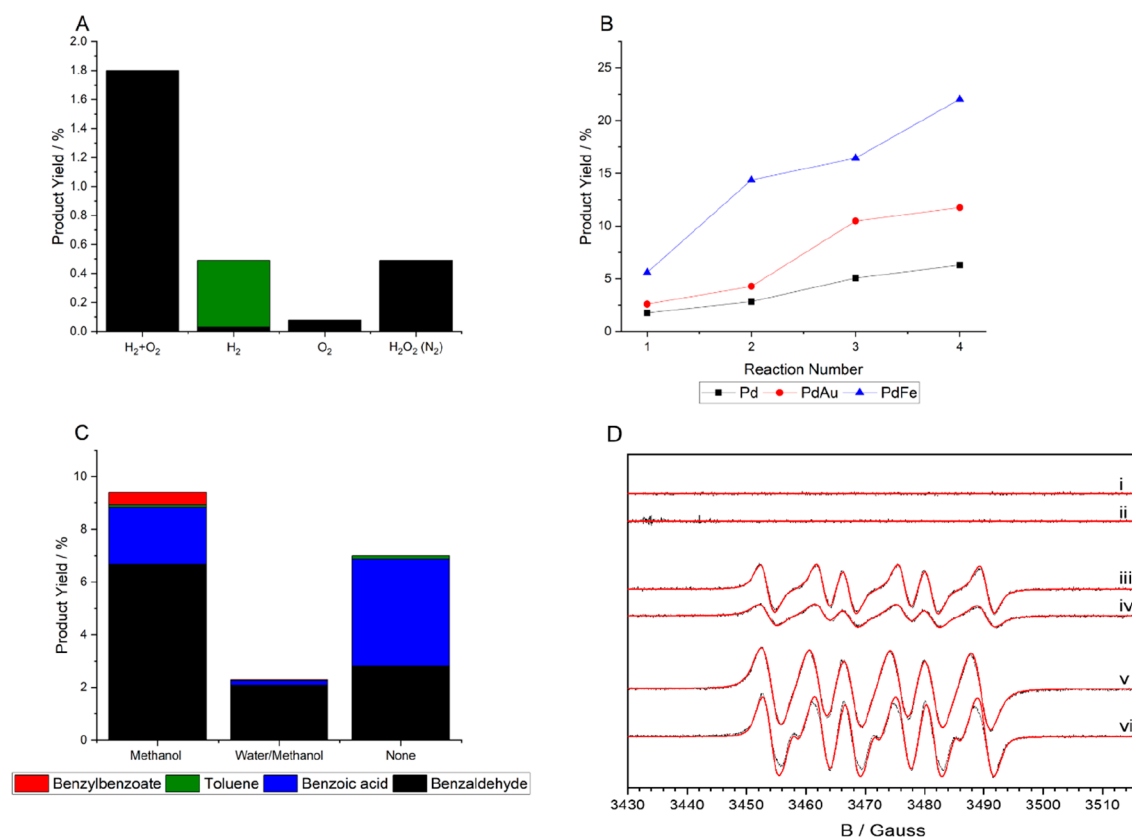 A
Product Yield / %
2.0
1.8
1.6
1.4
1.2
1.0
0.8
0.6
0.4
0.2
0.0
H₂+O₂ H₂ O₂ H₂O₂ (N₂)
B
Product Yield / %
25
20
15
10
5
0
1 2 3 4
Reaction Number
Pd PdAu PdFe
C
Product Yield / %
10
8
6
4
2
0
Methanol Water/Methanol None
Benzylbenzoate Toluene Benzoic acid Benzaldehyde
D
i
ii
iii
iv
v
vi
3430 3440 3450 3460 3470 3480 3490 3500 3510
B / Gauss